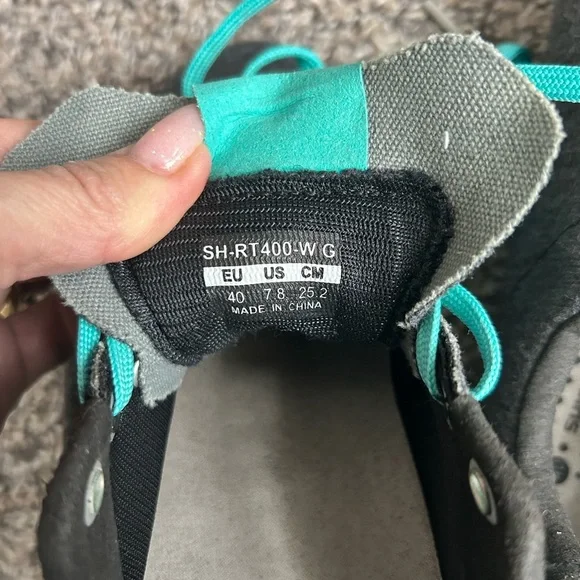 SH-RT400-W G
EU US CM
40 7.8 25.2
MADE IN CHINA